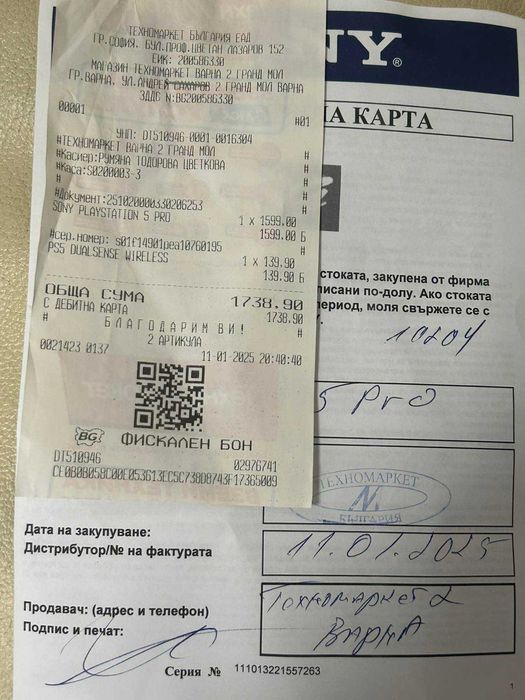 ТЕХНОМАРКЕТ БЪЛГАРИЯ ЕАД
ГР.СОФИЯ, БУЛ.ПРОФ.ЦВЕТАН ЛАЗАРОВ 152
ЕИК: 200586330
МАГАЗИН ТЕХНОМАРКЕТ ВАРНА 2 ГРАНД МОЛ
ГР.ВАРНА, УЛ.АНДРЕЙ САХАРОВ 2 ГРАНД МОЛ ВАРНА
ЗДДС N:BG200586330
00001 #01
УНП: DT510946-0001-0016304
#ТЕХНОМАРКЕТ ВАРНА 2 ГРАНД МОЛ #
#Касиер:РУМЯНА ТОДОРОВА ЦВЕТКОВА #
#Каса:S0200003-3 #
# #
#Документ:251020000330206253 #
SONY PLAYSTATION 5 PRO 1 x 1599.00
1599.00 Б
#сер.номер: s01f14901pea10760195 #
PS5 DUALSENSE WIRELESS 1 x 139.90
139.90 Б
ОБЩА СУМА 1738.90
С ДЕБИТНА КАРТА 1738.90
# БЛАГОДАРИМ ВИ! #
2 АРТИКУЛА
0021423 0137 11-01-2025 20:40:40
BG ФИСКАЛЕН БОН
DT510946 02976741
NY®
НА КАРТА
стоката, закупена от фирма
писани по-долу. Ако стоката
период, моля свържете се с
10204
5 Pro
ТЕХНОМАРКЕТ
БЪЛГАРИЯ
Дата на закупуване:
Дистрибутор/№ на фактурата
11.01.2025
Продавач: (адрес и телефон)
Техномаркет 2
Варна
Подпис и печат:
Серия № 111013221557263
1